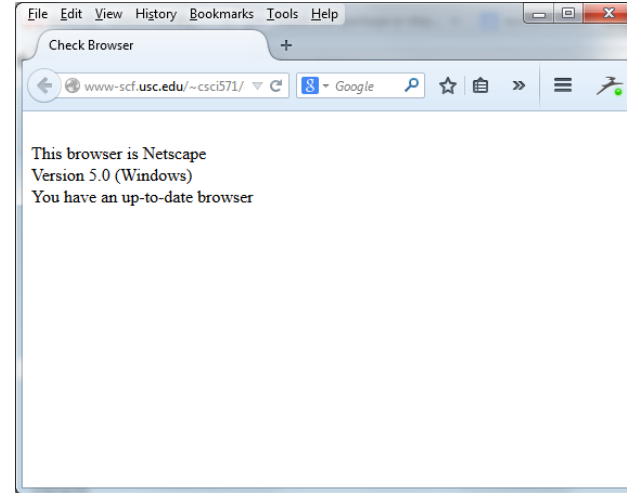 File Edit View History Bookmarks Tools Help
Check Browser
www-scf.usc.edu/~csci571/ 8 Google
This browser is Netscape
Version 5.0 (Windows)
You have an up-to-date browser